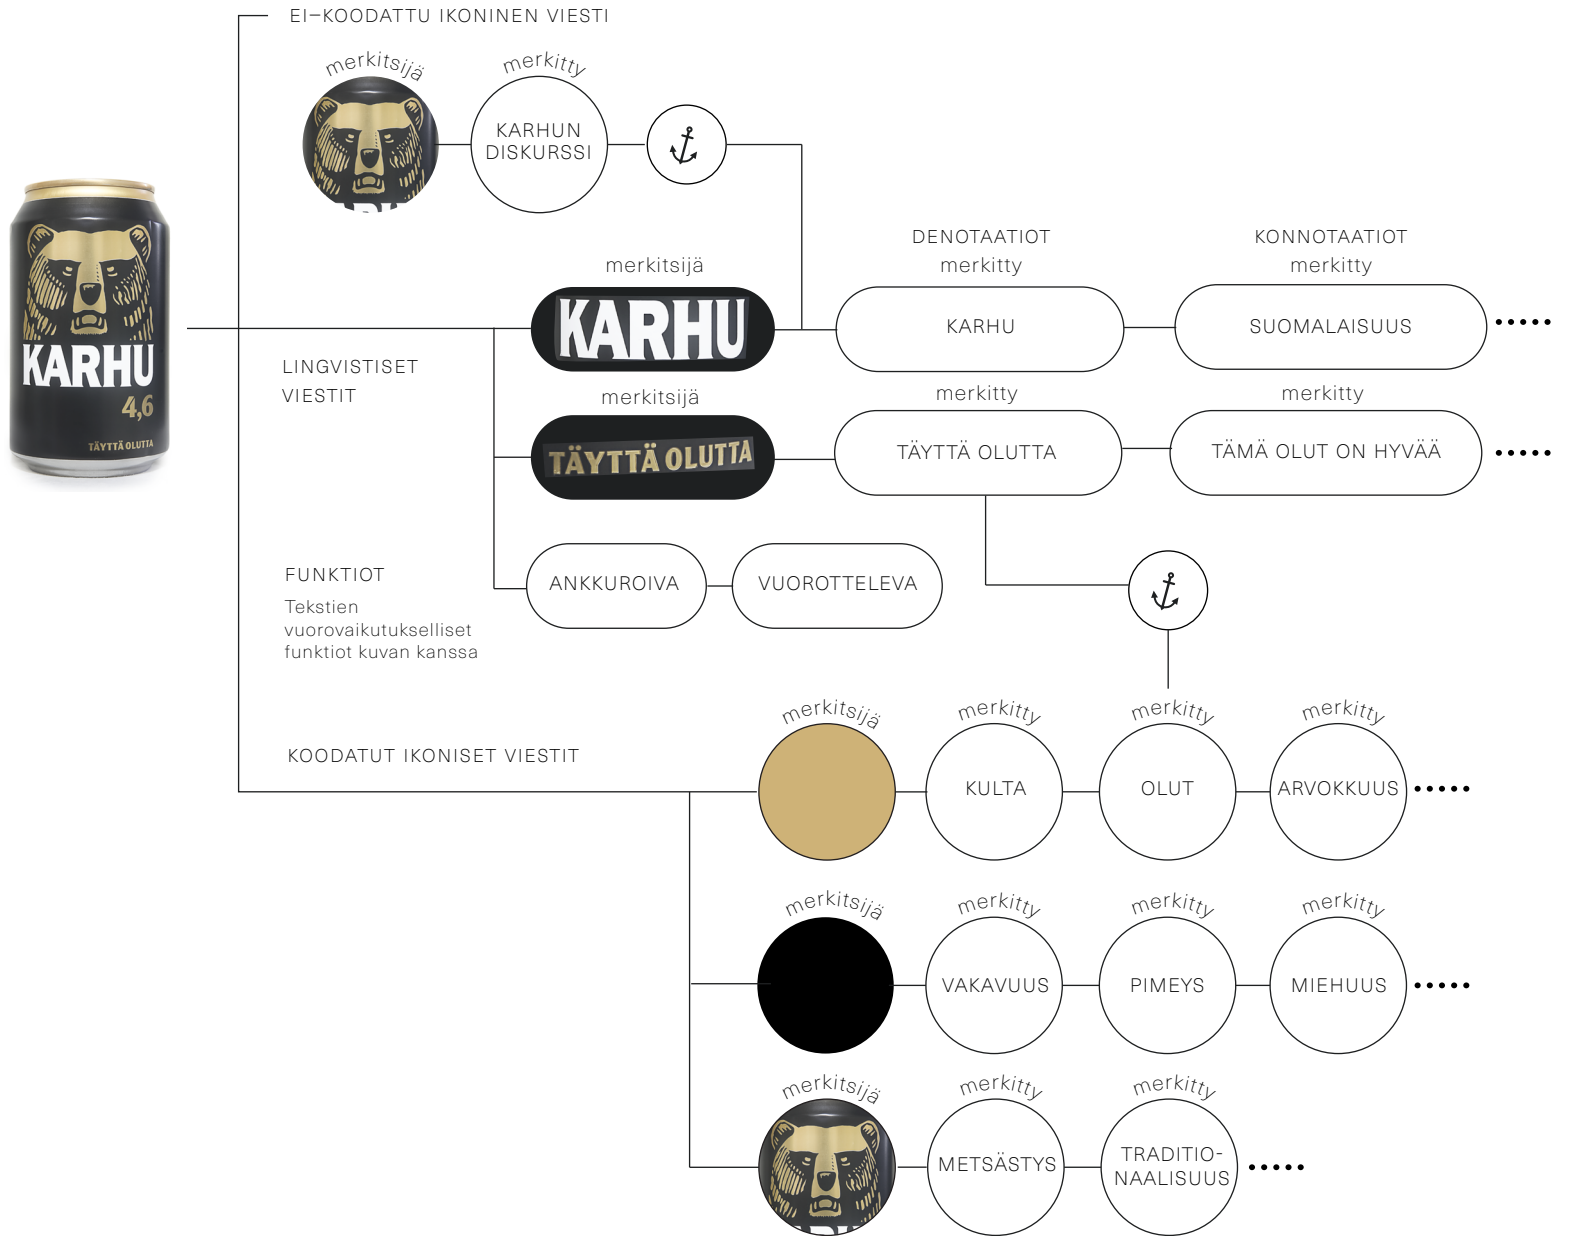 EI–KOODATTU IKONINEN VIESTI
merkitsijä
merkitty
KARHUN
DISKURSSI
KARHU
4,6
TÄYTTÄ OLUTTA
LINGVISTISET
VIESTIT
merkitsijä
KARHU
DENOTAATIOT
merkitty
KARHU
KONNOTAATIOT
merkitty
SUOMALAISUUS
merkitsijä
TÄYTTÄ OLUTTA
merkitty
TÄYTTÄ OLUTTA
merkitty
TÄMÄ OLUT ON HYVÄÄ
FUNKTIOT
Tekstien
vuorovaikutukselliset
funktiot kuvan kanssa
ANKKUROIVA
VUOROTTELEVA
KOODATUT IKONISET VIESTIT
merkitsijä
merkitty
KULTA
merkitty
OLUT
merkitty
ARVOKKUUS
merkitsijä
merkitty
VAKAVUUS
merkitty
PIMEYS
merkitty
MIEHUUS
merkitsijä
merkitty
METSÄSTYS
merkitty
TRADITIO-
NAALISUUS